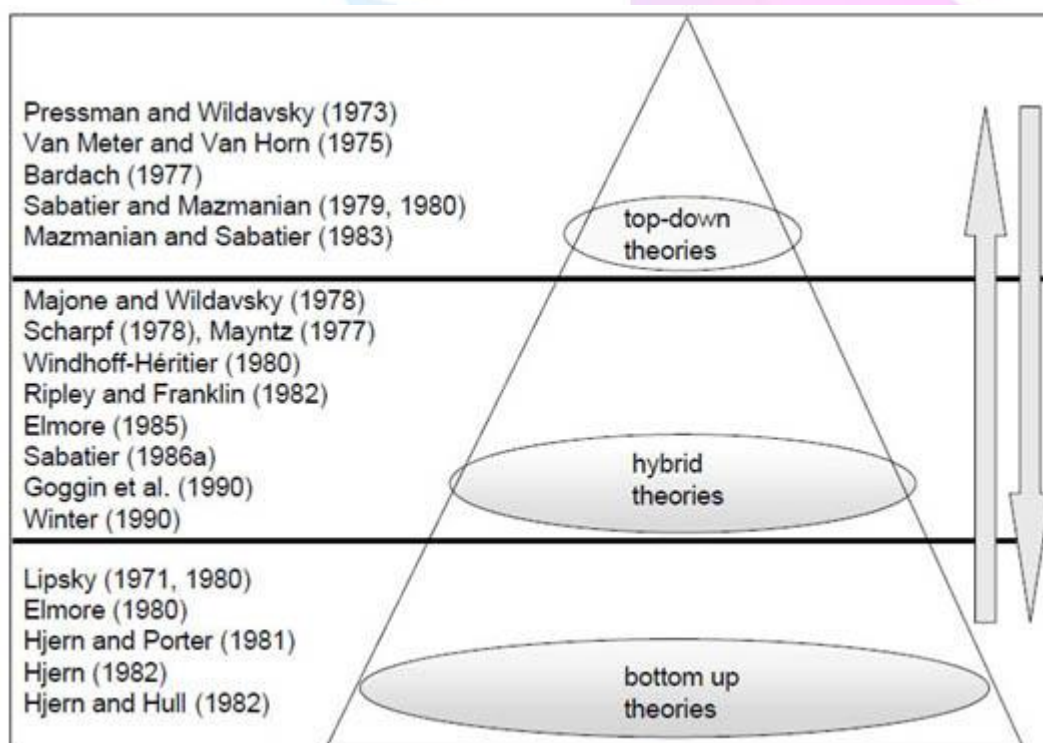 Pressman and Wildavsky (1973)
Van Meter and Van Horn (1975)
Bardach (1977)
Sabatier and Mazmanian (1979, 1980)
Mazmanian and Sabatier (1983)
top-down
theories
Majone and Wildavsky (1978)
Scharpf (1978), Mayntz (1977)
Windhoff-Héritier (1980)
Ripley and Franklin (1982)
Elmore (1985)
Sabatier (1986a)
Goggin et al. (1990)
Winter (1990)
hybrid
theories
Lipsky (1971, 1980)
Elmore (1980)
Hjern and Porter (1981)
Hjern (1982)
Hjern and Hull (1982)
bottom up
theories